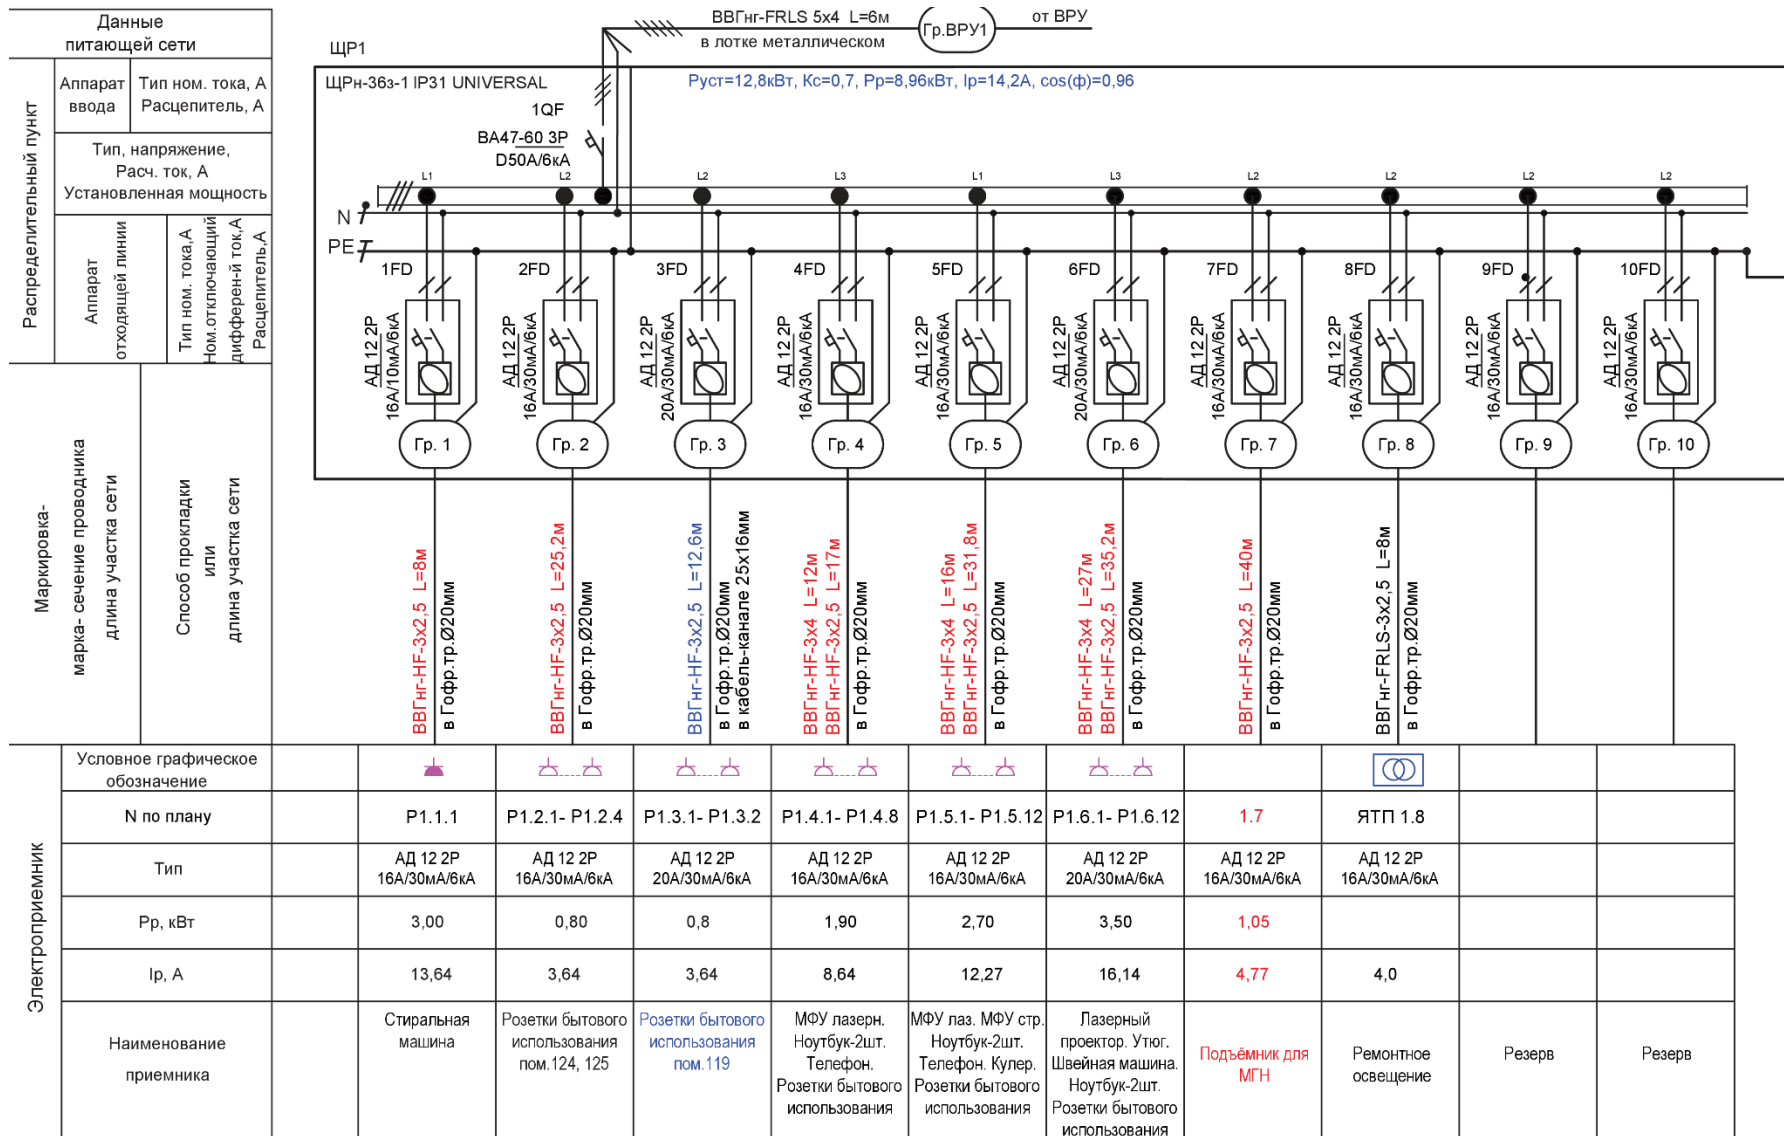 Данные
питающей сети
Распределительный пункт
Аппарат
ввода
Тип ном. тока, А
Расцепитель, А
Тип, напряжение,
Расч. ток, А
Установленная мощность
Аппарат
отходящей линии
Тип ном. тока,А
Ном.отключающий
дифферен-й ток,А
Расцепитель,А
Маркировка-
марка- сечение проводника
длина участка сети
Способ прокладки
или
длина участка сети
ВВГнг-FRLS 5х4 L=6м
в лотке металлическом
Гр.ВРУ1
от ВРУ
ЩР1
ЩРн-36з-1 IP31 UNIVERSAL
Руст=12,8кВт, Кс=0,7, Рр=8,96кВт, Iр=14,2А, cos(ф)=0,96
1QF
ВА47-60 3Р
D50А/6кА
L1 L2 L2 L3 L1 L3 L2 L2 L2 L2
N
PE
1FD 2FD 3FD 4FD 5FD 6FD 7FD 8FD 9FD 10FD
АД 12 2Р
16А/10мА/6кА
АД 12 2Р
16А/30мА/6кА
АД 12 2Р
20А/30мА/6кА
АД 12 2Р
16А/30мА/6кА
АД 12 2Р
16А/30мА/6кА
АД 12 2Р
20А/30мА/6кА
АД 12 2Р
16А/30мА/6кА
АД 12 2Р
16А/30мА/6кА
АД 12 2Р
16А/30мА/6кА
АД 12 2Р
16А/30мА/6кА
Гр. 1 Гр. 2 Гр. 3 Гр. 4 Гр. 5 Гр. 6 Гр. 7 Гр. 8 Гр. 9 Гр. 10
ВВГнг-HF-3х2,5 L=8м
в Гофр.тр.Ø20мм
ВВГнг-HF-3х2,5 L=25,2м
в Гофр.тр.Ø20мм
ВВГнг-HF-3х2,5 L=12,6м
в Гофр.тр.Ø20мм
в кабель-канале 25х16мм
ВВГнг-HF-3х4 L=12м
ВВГнг-HF-3х2,5 L=17м
в Гофр.тр.Ø20мм
ВВГнг-HF-3х4 L=16м
ВВГнг-HF-3х2,5 L=31,8м
в Гофр.тр.Ø20мм
ВВГнг-HF-3х4 L=27м
ВВГнг-HF-3х2,5 L=35,2м
в Гофр.тр.Ø20мм
ВВГнг-HF-3х2,5 L=40м
в Гофр.тр.Ø20мм
ВВГнг-FRLS-3х2,5 L=8м
в Гофр.тр.Ø20мм
Электроприемник
Условное графическое
обозначение
N по плану
Р1.1.1 Р1.2.1- Р1.2.4 Р1.3.1- Р1.3.2 Р1.4.1- Р1.4.8 Р1.5.1- Р1.5.12 Р1.6.1- Р1.6.12 1.7 ЯТП 1.8
Тип
АД 12 2Р АД 12 2Р АД 12 2Р АД 12 2Р АД 12 2Р АД 12 2Р АД 12 2Р АД 12 2Р
16А/30мА/6кА 16А/30мА/6кА 20А/30мА/6кА 16А/30мА/6кА 16А/30мА/6кА 20А/30мА/6кА 16А/30мА/6кА 16А/30мА/6кА
Рр, кВт
3,00 0,80 0,8 1,90 2,70 3,50 1,05
Iр, А
13,64 3,64 3,64 8,64 12,27 16,14 4,77 4,0
Наименование
приемника
Стиральная
машина
Розетки бытового
использования
пом.124, 125
Розетки бытового
использования
пом.119
МФУ лазерн.
Ноутбук-2шт.
Телефон.
Розетки бытового
использования
МФУ лаз. МФУ стр.
Ноутбук-2шт.
Телефон. Кулер.
Розетки бытового
использования
Лазерный
проектор. Утюг.
Швейная машина.
Ноутбук-2шт.
Розетки бытового
использования
Подъёмник для
МГН
Ремонтное
освещение
Резерв
Резерв